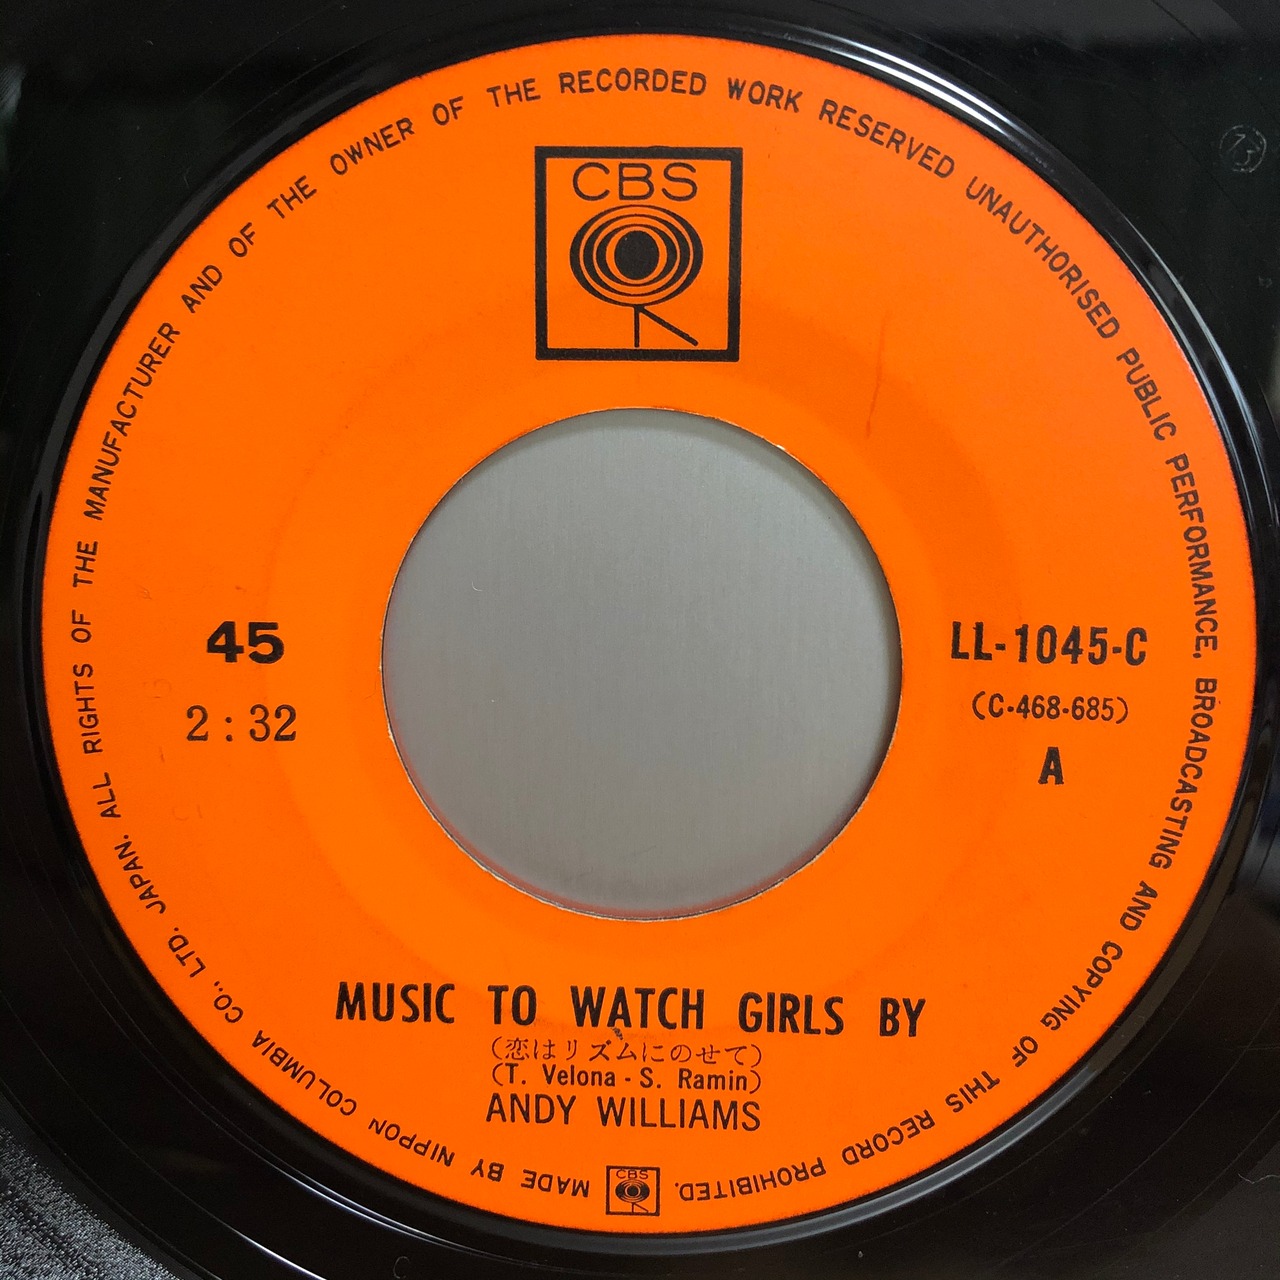 MADE BY NIPPON COLUMBIA CO., LTD. JAPAN. ALL RIGHTS OF THE MANUFACTURER AND OF THE OWNER OF THE RECORDED WORK RESERVED UNAUTHORISED PUBLIC PERFORMANCE, BROADCASTING AND COPYING OF THIS RECORD PROHIBITED.
CBS
45
2:32
LL-1045-C
(C-468-685)
A
MUSIC TO WATCH GIRLS BY
(恋はリズムにのせて)
(T. Velona - S. Ramin)
ANDY WILLIAMS
CBS